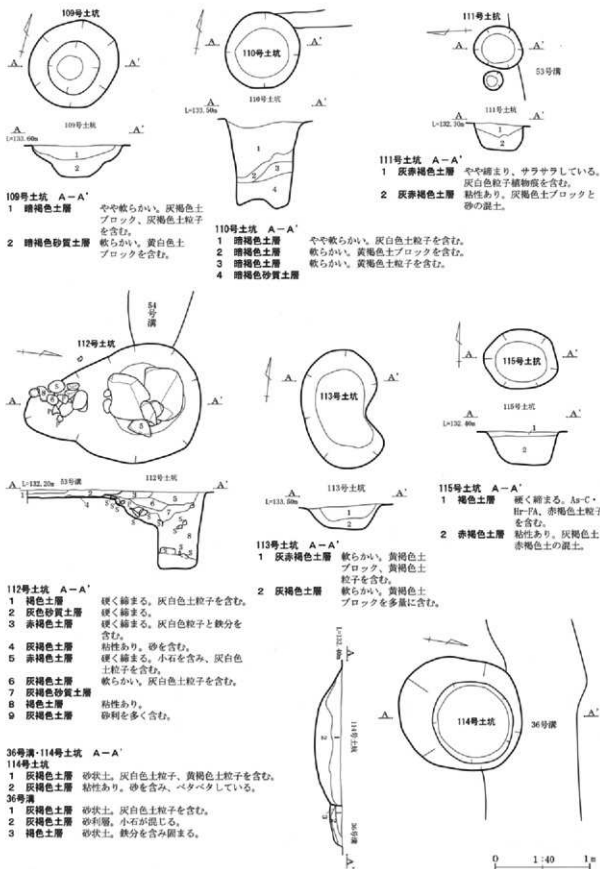 109号土坑
A A'
A A'
L=133.60m
109号土坑
1
2
109号土坑 A-A'
1 暗褐色土層 やや軟らかい。灰褐色土
ブロック、灰褐色土粒子
を含む。
2 暗褐色砂質土層 軟らかい。黄白色土
ブロックを含む。
110号土坑
A A'
110号土坑
A A'
L=133.50m
1
2
3
4
110号土坑 A-A'
1 暗褐色土層 やや軟らかい。灰白色土粒子を含む。
2 暗褐色土層 軟らかい。黄褐色土ブロックを含む。
3 暗褐色土層 軟らかい。黄褐色土粒子を含む。
4 暗褐色砂質土層
111号土坑
A A'
53号溝
111号土坑
A A'
L=132.10m
1
2
111号土坑 A-A'
1 灰赤褐色土層 やや締まり、サラサラしている。
灰白色粒子植物痕を含む。
2 灰赤褐色土層 粘性あり。灰褐色土ブロックと
砂の混土。
54号溝
112号土坑
A A'
A 53号溝 112号土坑 A'
L=132.20m
112号土坑 A-A'
1 褐色土層 硬く締まる。灰白色土粒子を含む。
2 灰色砂質土層 硬く締まる。
3 赤褐色土層 硬く締まる。灰白色粒子と鉄分を
含む。
4 灰褐色土層 粘性あり。砂を含む。
5 赤褐色土層 硬く締まる。小石を含み、灰白色
土粒子を含む。
6 灰褐色土層 軟らかい。灰白色土粒子を含む。
7 灰褐色砂質土層
8 褐色土層 粘性あり。
9 灰褐色土層 砂利を多く含む。
113号土坑
A A'
113号土坑
A A'
L=133.50m
1
2
113号土坑 A-A'
1 灰赤褐色土層 軟らかい。黄褐色土
ブロック、黄褐色土
粒子を含む。
2 灰褐色土層 軟らかい。黄褐色土
ブロックを多量に含む。
115号土坑
A A'
115号土坑
A A'
L=132.80m
1
2
115号土坑 A-A'
1 褐色土層 硬く締まる。As-C・
Hr-FA、赤褐色土粒子
を含む。
2 赤褐色土層 粘性あり。灰褐色土
赤褐色土の混土。
36号溝・114号土坑 A-A'
114号土坑
1 灰褐色土層 砂状土。灰白色土粒子、黄褐色土粒子を含む。
2 灰褐色土層 粘性あり。砂を含み、ベタベタしている。
36号溝
1 灰褐色土層 砂状土。灰白色土粒子を含む。
2 灰褐色土層 砂利層。小石が混じる。
3 褐色土層 砂状土。鉄分を含み固まる。
A
114号土坑
36号溝
A'
A 114号土坑 36号溝 A'
0 1:40 1m